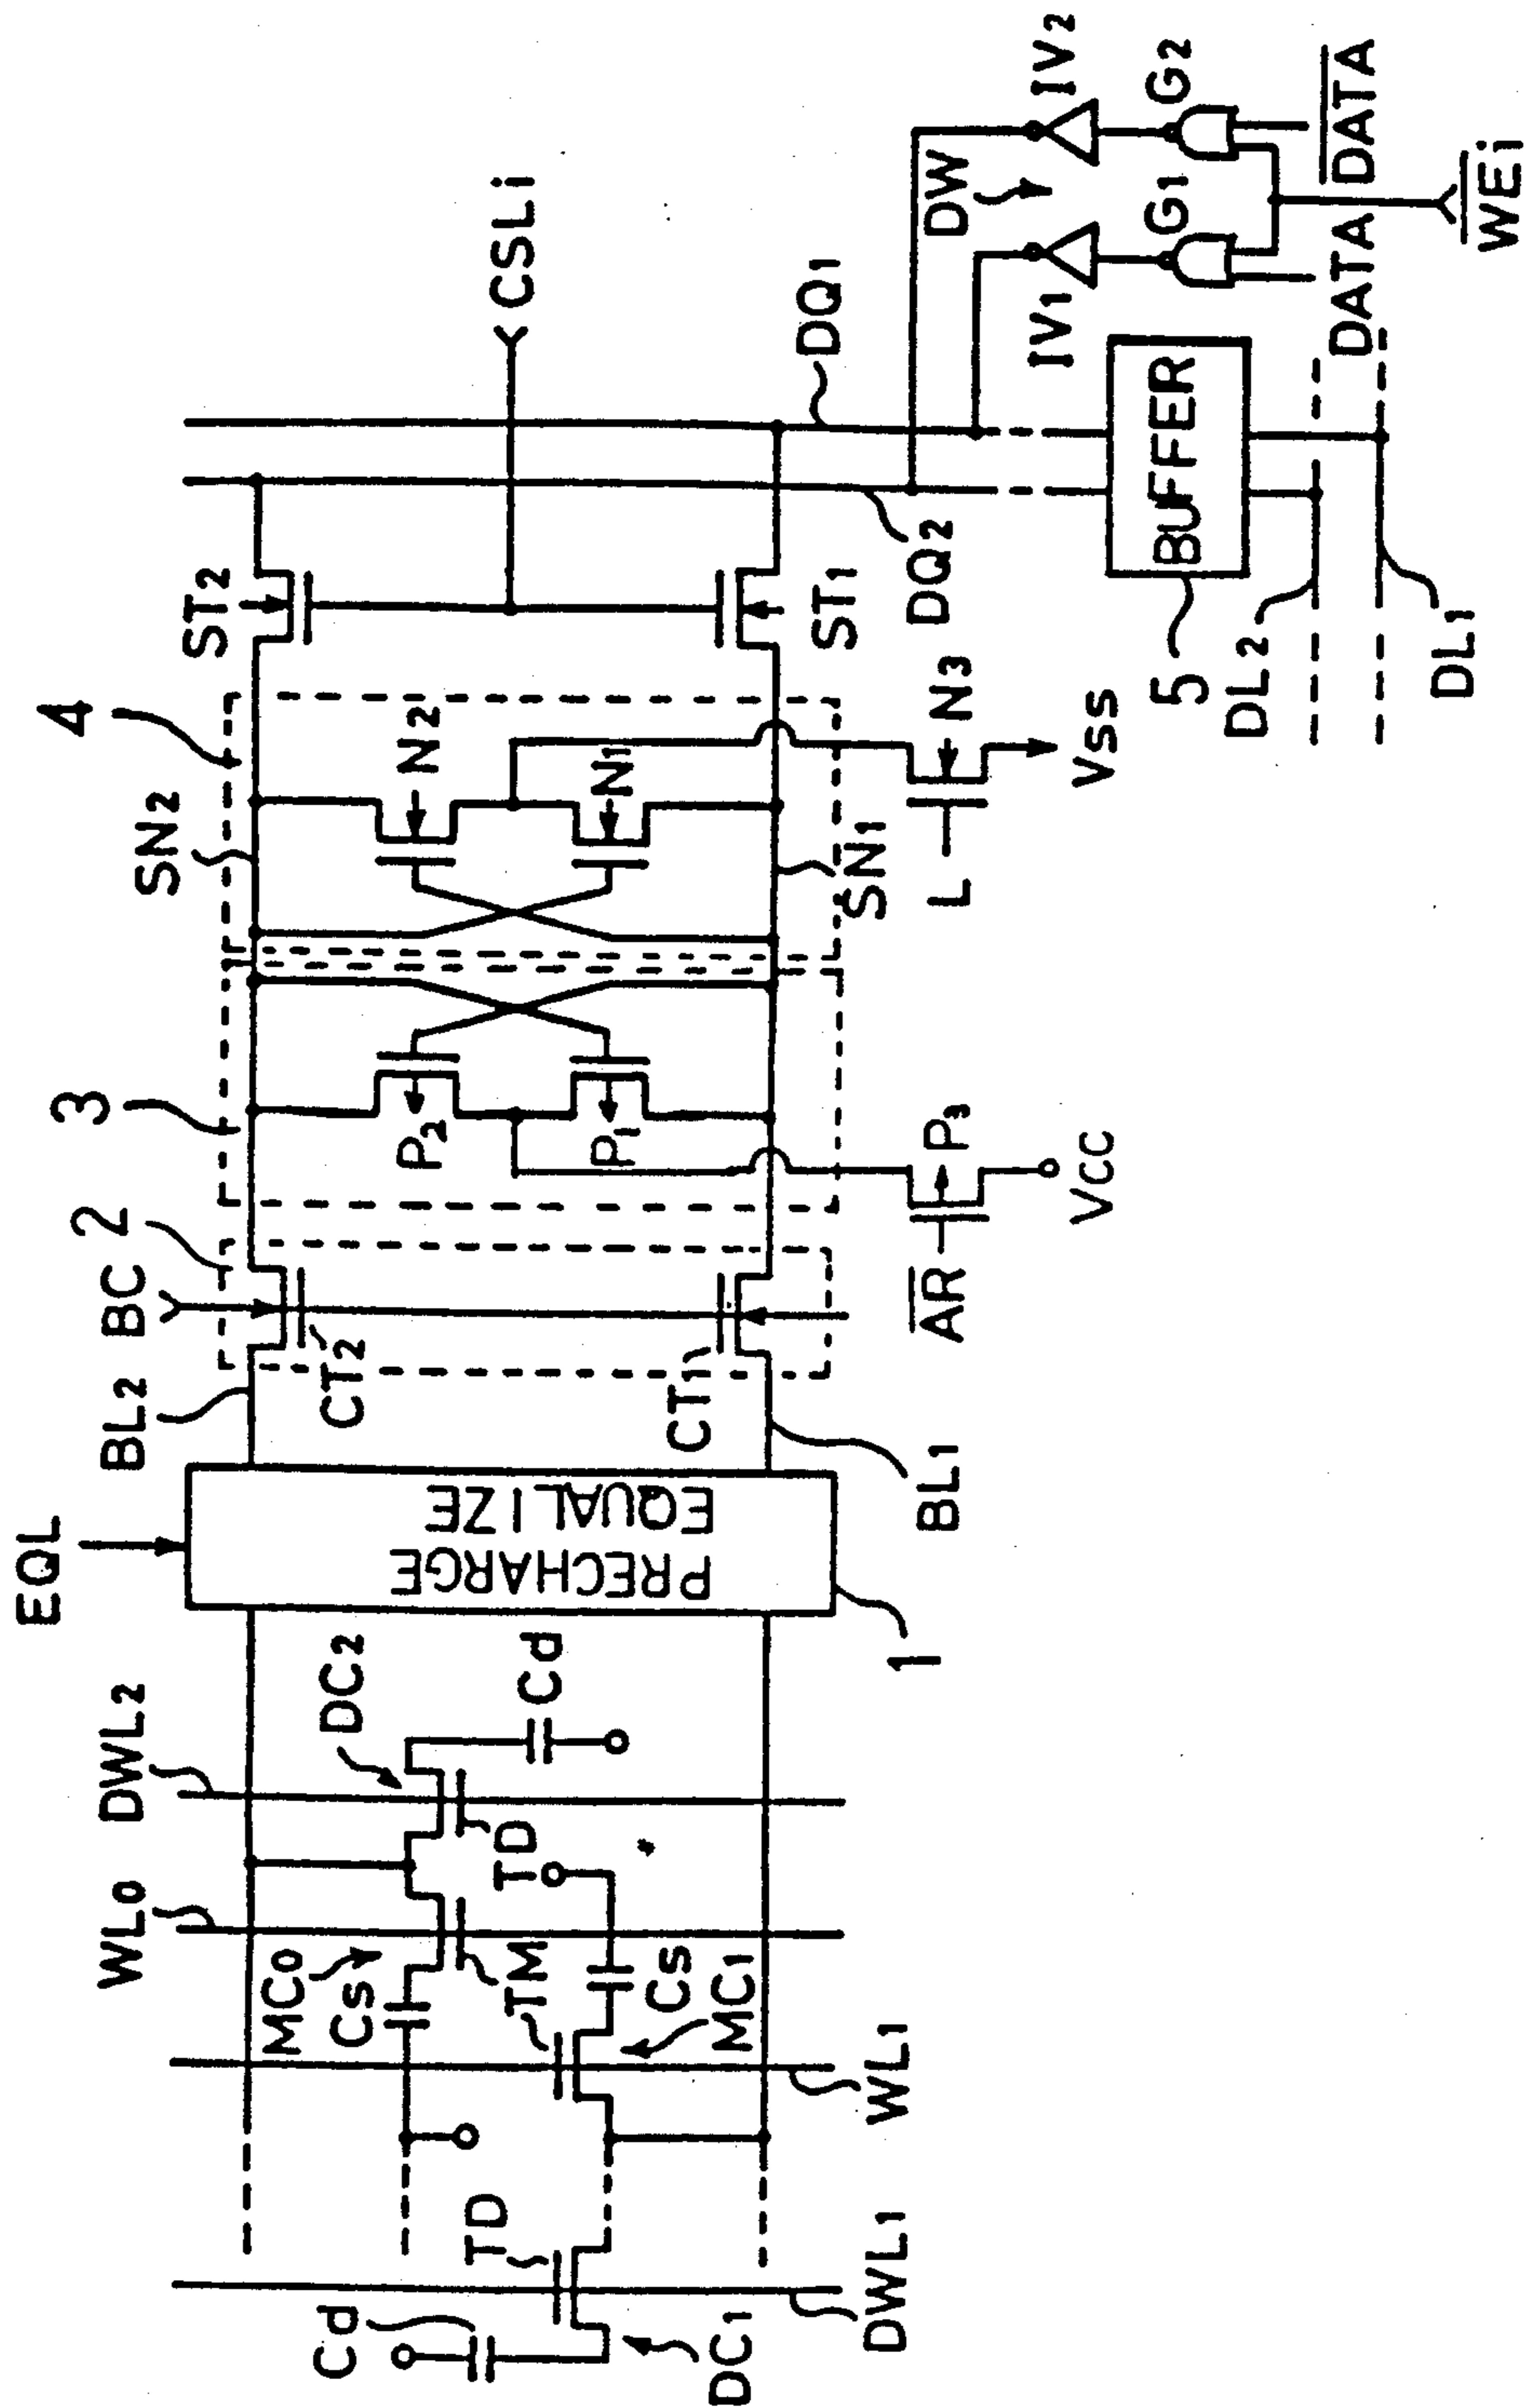 EQL
BL2
BC
2
3
SN2
4
ST2
CSLi
DWL2
WL0
DC2
Cd
MC0
Cs
TM
TD
Cs
MC1
TD
Cd
DC1
DWL1
WL1
PRECHARGE
EQUALIZE
1
BL1
CT2
CT1
P2
P1
AR
P3
VCC
N2
N1
SN1
L
N3
VSS
ST1
DQ2
DQ1
5
BUFFER
DL2
DL1
IV1
DW
IV2
G1
G2
DATA
DATA
WEi